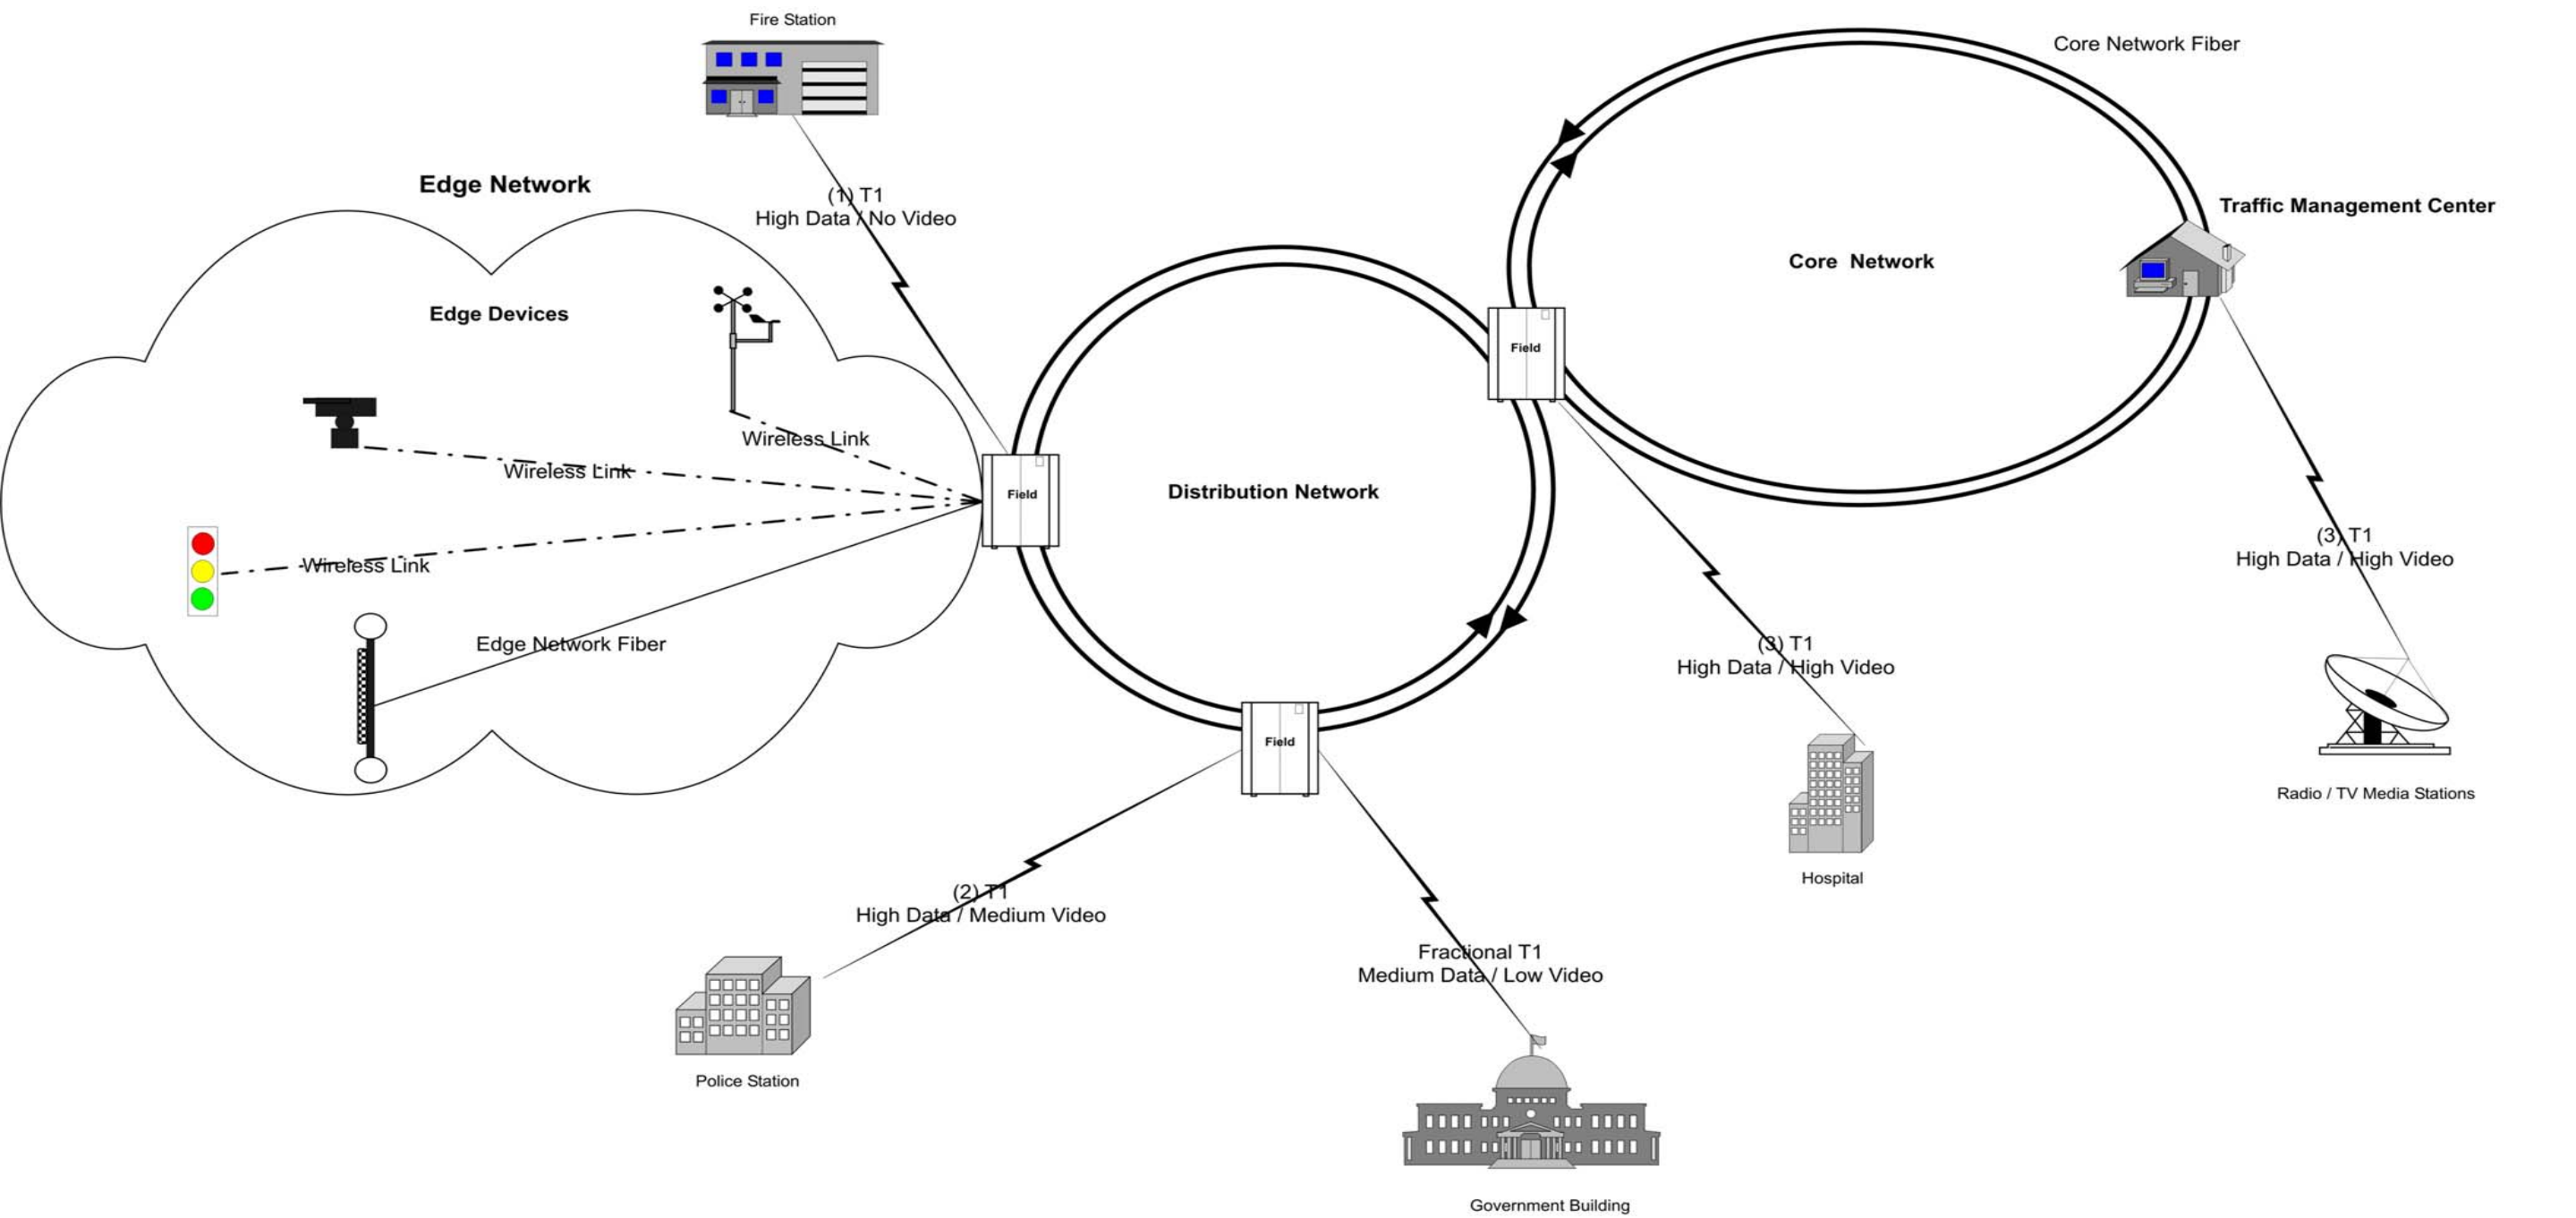 Fire Station
Core Network Fiber
Edge Network
(1) T1
High Data / No Video
Traffic Management Center
Core Network
Edge Devices
Field
Wireless Link
Wireless Link
Field
Distribution Network
Wireless Link
(3) T1
High Data / High Video
Edge Network Fiber
(3) T1
High Data / High Video
Field
Radio / TV Media Stations
Hospital
(2) T1
High Data / Medium Video
Fractional T1
Medium Data / Low Video
Police Station
Government Building